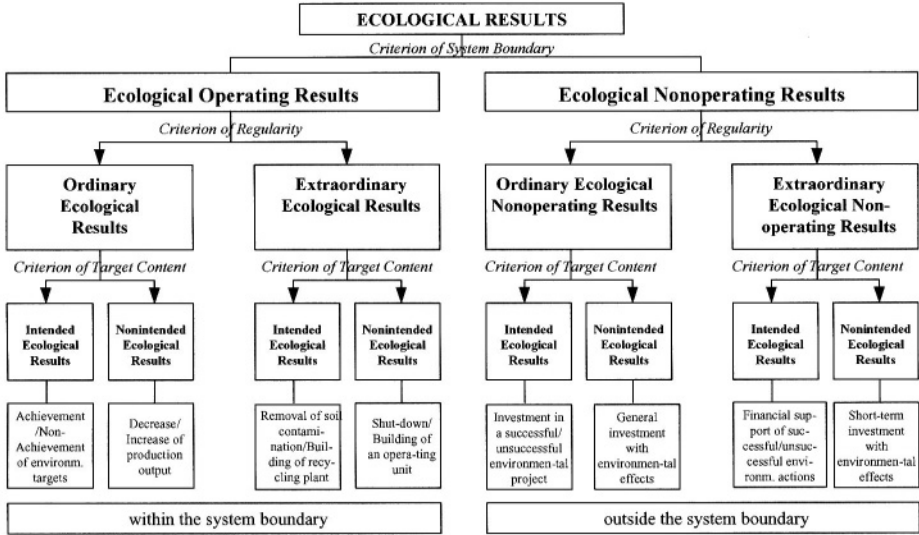 ECOLOGICAL RESULTS
Criterion of System Boundary
Ecological Operating Results
Ecological Nonoperating Results
Criterion of Regularity
Criterion of Regularity
Ordinary
Ecological
Results
Extraordinary
Ecological Results
Ordinary Ecological
Nonoperating Results
Extraordinary
Ecological Non-
operating Results
Criterion of Target Content
Criterion of Target Content
Criterion of Target Content
Criterion of Target Content
Intended
Ecological
Results
Nonintended
Ecological
Results
Intended
Ecological
Results
Nonintended
Ecological
Results
Intended
Ecological
Results
Nonintended
Ecological
Results
Intended
Ecological
Results
Nonintended
Ecological
Results
Achievement
/Non-
Achievement
of environm.
targets
Decrease/
Increase of
production
output
Removal of soil
contami-
nation/Buil-
ding of recy-
cling plant
Shut-down/
Building of
an opera-ting
unit
Investment in
a successful/
unsuccessful
environmen-tal
project
General
investment
with
environmen-tal
effects
Financial sup-
port of suc-
cessful/unsuc-
cessful envi-
ronm. actions
Short-term
investment
with
environmen-tal
effects
within the system boundary
outside the system boundary